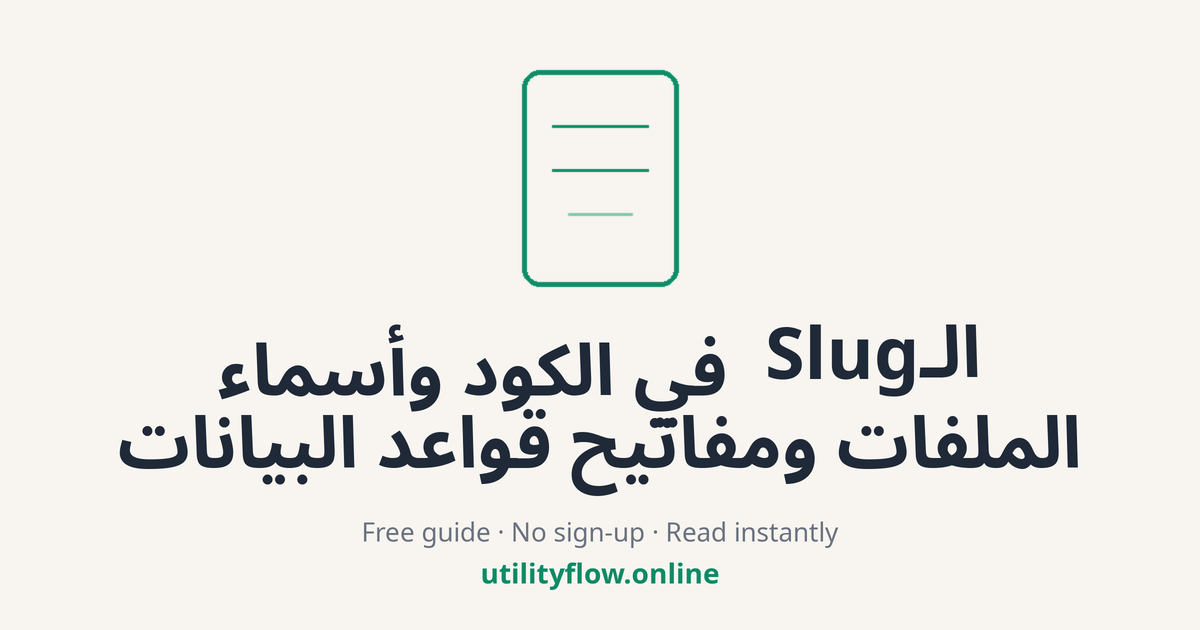 الـSlug في الكود وأسماء
الملفات ومفاتيح قواعد البيانات
Free guide · No sign-up · Read instantly
utilityflow.online